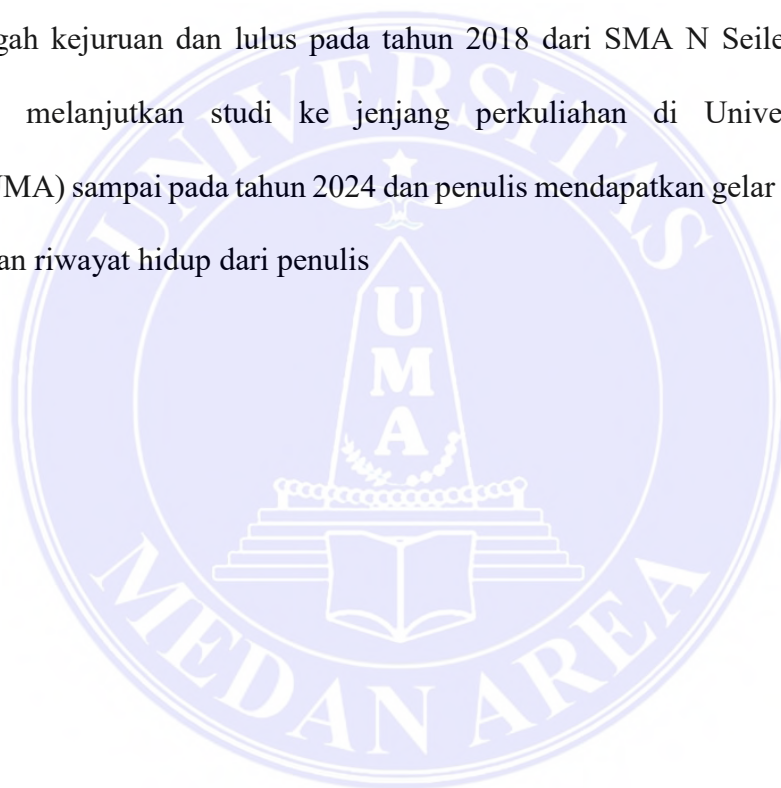 gah kejuruan dan lulus pada tahun 2018 dari SMA N Seile
melanjutkan studi ke jenjang perkuliahan di Unive
MA) sampai pada tahun 2024 dan penulis mendapatkan gelar
an riwayat hidup dari penulis
UNIVERSITAS
U
M
A
MEDAN AREA